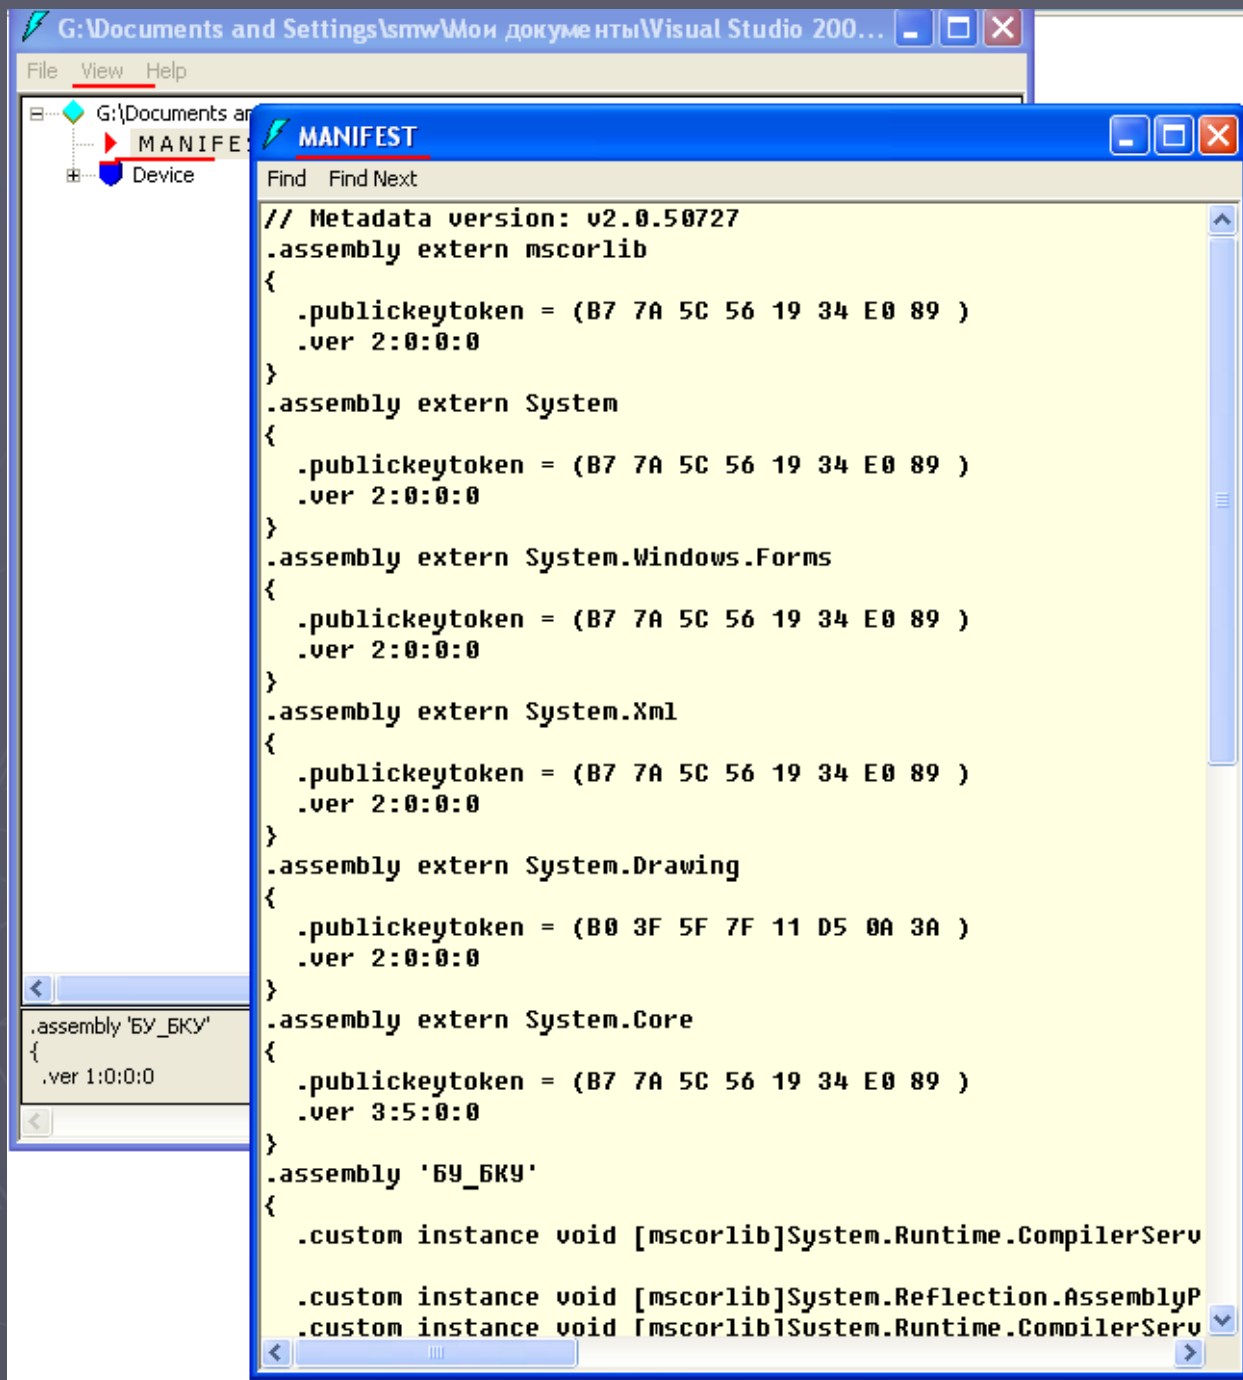 G:\Documents and Settings\smw\Мои документы\Visual Studio 200...
File View Help
G:\Documents an
MANIFES
Device
.assembly 'БУ_БКУ'
{
.ver 1:0:0:0
MANIFEST
Find Find Next
// Metadata version: v2.0.50727
.assembly extern mscorlib
{
  .publickeytoken = (B7 7A 5C 56 19 34 E0 89 )
  .ver 2:0:0:0
}
.assembly extern System
{
  .publickeytoken = (B7 7A 5C 56 19 34 E0 89 )
  .ver 2:0:0:0
}
.assembly extern System.Windows.Forms
{
  .publickeytoken = (B7 7A 5C 56 19 34 E0 89 )
  .ver 2:0:0:0
}
.assembly extern System.Xml
{
  .publickeytoken = (B7 7A 5C 56 19 34 E0 89 )
  .ver 2:0:0:0
}
.assembly extern System.Drawing
{
  .publickeytoken = (B0 3F 5F 7F 11 D5 0A 3A )
  .ver 2:0:0:0
}
.assembly extern System.Core
{
  .publickeytoken = (B7 7A 5C 56 19 34 E0 89 )
  .ver 3:5:0:0
}
.assembly 'БУ_БКУ'
{
  .custom instance void [mscorlib]System.Runtime.CompilerServ
  .custom instance void [mscorlib]System.Reflection.AssemblyP
  .custom instance void [mscorlib]System.Runtime.CompilerServ